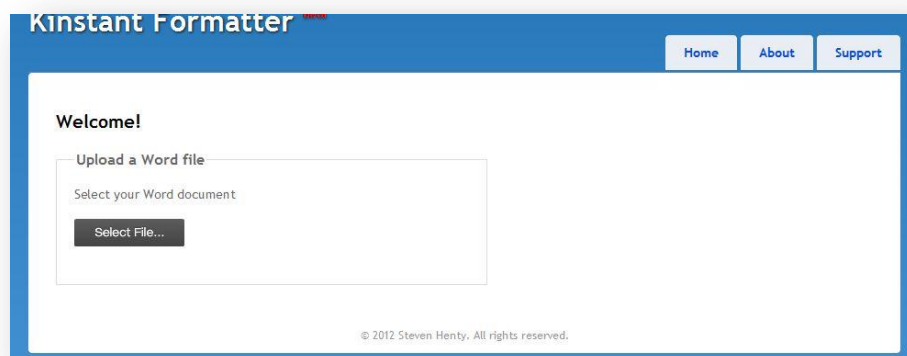 Kinstant Formatter
Home About Support
Welcome!
Upload a Word file
Select your Word document
Select File...
© 2012 Steven Henty. All rights reserved.